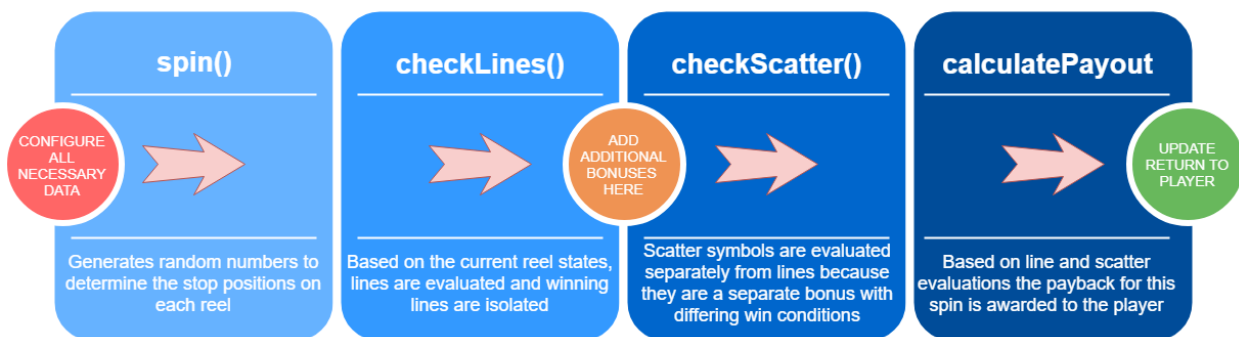 spin()
checkLines()
checkScatter()
calculatePayout
CONFIGURE
ALL
NECESSARY
DATA
ADD
ADDITIONAL
BONUSES
HERE
UPDATE
RETURN TO
PLAYER
Generates random numbers to
determine the stop positions on
each reel
Based on the current reel states,
lines are evaluated and winning
lines are isolated
Scatter symbols are evaluated
separately from lines because
they are a separate bonus with
differing win conditions
Based on line and scatter
evaluations the payback for this
spin is awarded to the player